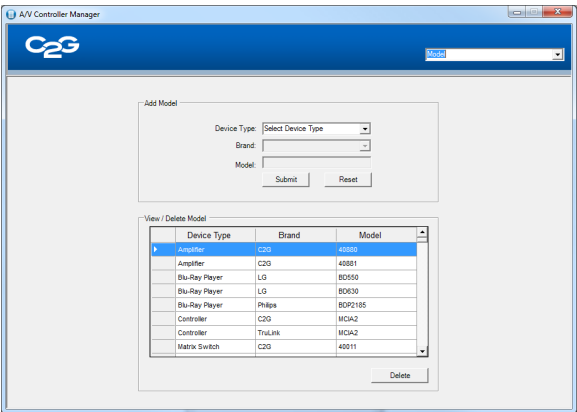 A/V Controller Manager
C2G
Model
Add Model
Device Type: Select Device Type
Brand:
Model:
Submit Reset
View / Delete Model
Device Type Brand Model
Amplifier C2G 40880
Amplifier C2G 40881
Blu-Ray Player LG BD550
Blu-Ray Player LG BD630
Blu-Ray Player Philips BDP2185
Controller C2G MCIA2
Controller TruLink MCIA2
Matrix Switch C2G 40011
Delete